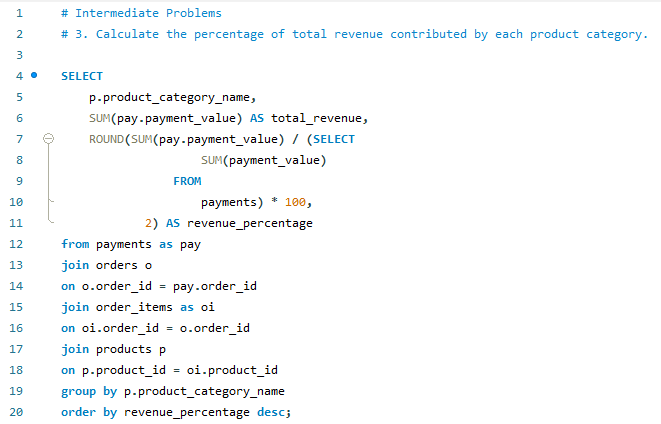 1 # Intermediate Problems
2 # 3. Calculate the percentage of total revenue contributed by each product category.
3
4 SELECT
5 p.product_category_name,
6 SUM(pay.payment_value) AS total_revenue,
7 ROUND(SUM(pay.payment_value) / (SELECT
8 SUM(payment_value)
9 FROM
10 payments) * 100,
11 2) AS revenue_percentage
12 from payments as pay
13 join orders o
14 on o.order_id = pay.order_id
15 join order_items as oi
16 on oi.order_id = o.order_id
17 join products p
18 on p.product_id = oi.product_id
19 group by p.product_category_name
20 order by revenue_percentage desc;